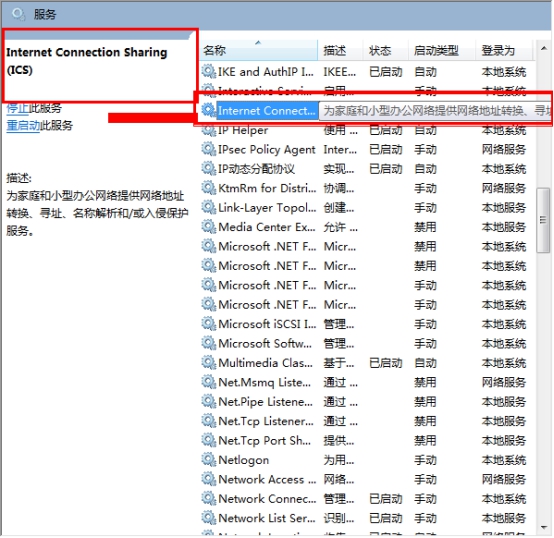 服务
Internet Connection Sharing
(ICS)
停止此服务
重启动此服务
描述:
为家庭和小型办公网络提供网络地址
转换、寻址、名称解析和/或入侵保护
服务。
名称 描述 状态 启动类型 登录为
IKE and AuthIP I... IKEE... 已启动 自动 本地系统
Interactive Servi... 启用... 手动 本地系统
Internet Connect... 为家庭和小型办公网络提供网络地址转换、寻址
IP Helper 使用 ... 已启动 自动 本地系统
IPsec Policy Agent Inter... 已启动 手动 网络服务
IP动态分配协议 实现... 已启动 自动 本地系统
KtmRm for Distri... 协调... 手动 网络服务
Link-Layer Topol... 创建... 手动 本地服务
Media Center Ex... 允许 ... 禁用 本地服务
Microsoft .NET F... Micr... 禁用 本地系统
Microsoft .NET F... Micr... 禁用 本地系统
Microsoft .NET F... Micr... 手动 本地系统
Microsoft .NET F... Micr... 手动 本地系统
Microsoft iSCSI I... 管理... 手动 本地系统
Microsoft Softw... 管理... 手动 本地系统
Multimedia Clas... 基于... 已启动 自动 本地系统
Net.Msmq Liste... 通过 ... 禁用 网络服务
Net.Pipe Listene... 通过 ... 禁用 本地服务
Net.Tcp Listener... 通过 ... 禁用 本地服务
Net.Tcp Port Sh... 提供... 禁用 本地服务
Netlogon 为用... 手动 本地系统
Network Access ... 网络... 手动 网络服务
Network Connec... 管理... 已启动 手动 本地系统
Network List Ser... 识别... 已启动 手动 本地服务